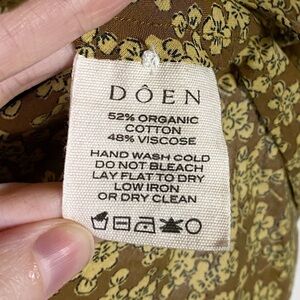 DÔEN
52% ORGANIC
COTTON
48% VISCOSE
HAND WASH COLD
DO NOT BLEACH
LAY FLAT TO DRY
LOW IRON
OR DRY CLEAN